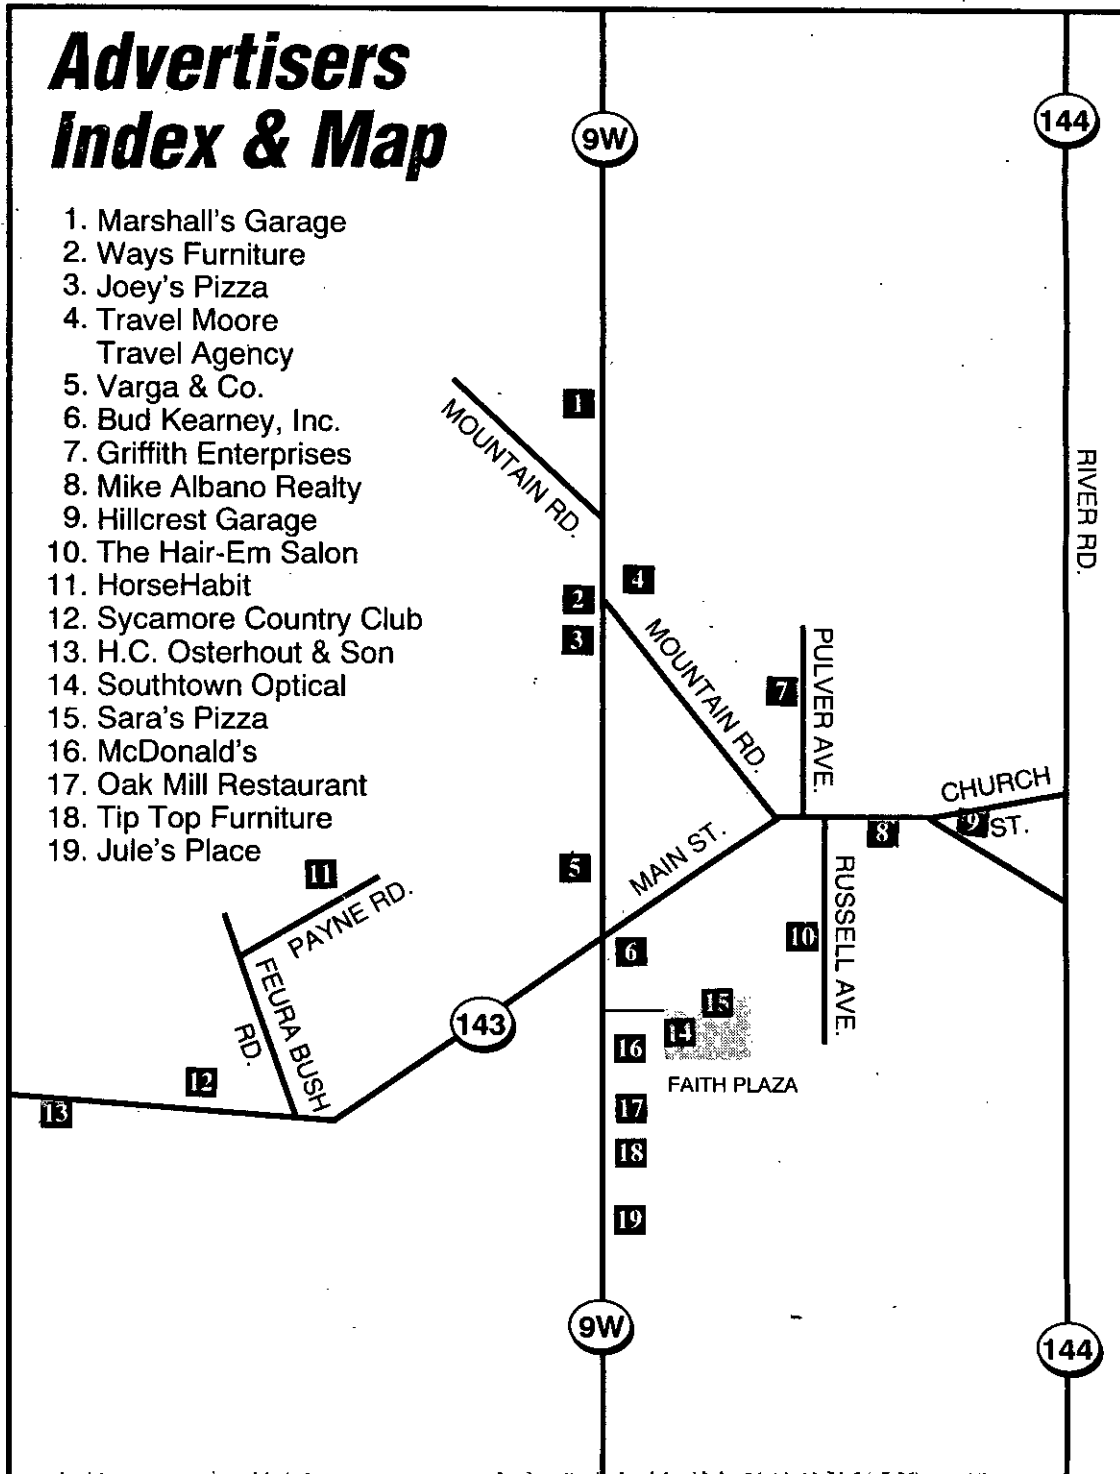 Advertisers
Index & Map
1. Marshall's Garage
2. Ways Furniture
3. Joey's Pizza
4. Travel Moore
Travel Agency
5. Varga & Co.
6. Bud Kearney, Inc.
7. Griffith Enterprises
8. Mike Albano Realty
9. Hillcrest Garage
10. The Hair-Em Salon
11. HorseHabit
12. Sycamore Country Club
13. H.C. Osterhout & Son
14. Southtown Optical
15. Sara's Pizza
16. McDonald's
17. Oak Mill Restaurant
18. Tip Top Furniture
19. Jule's Place
9W
144
1
MOUNTAIN RD.
RIVER RD.
4
2
3
MOUNTAIN RD.
7
PULVER AVE.
CHURCH
ST.
9
8
MAIN ST.
5
11
PAYNE RD.
RUSSELL AVE.
10
6
FEURA BUSH
RD.
143
15
14
16
FAITH PLAZA
12
13
17
18
19
9W
144